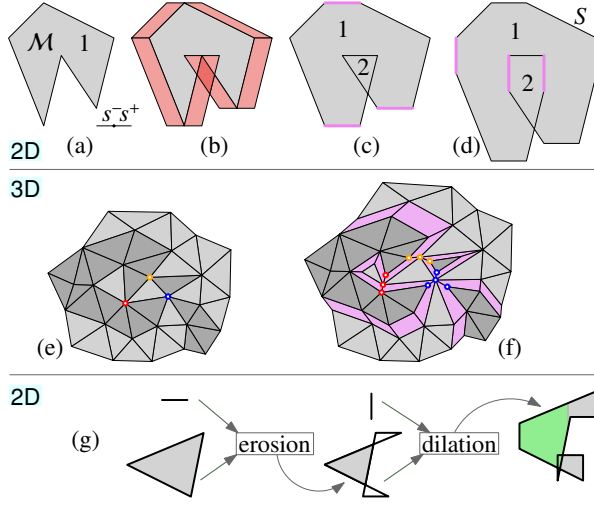 M 1
s⁻ s⁺
(a)
(b)
1
2
(c)
S
1
2
(d)
2D
3D
(e)
(f)
2D
(g)
erosion
dilation